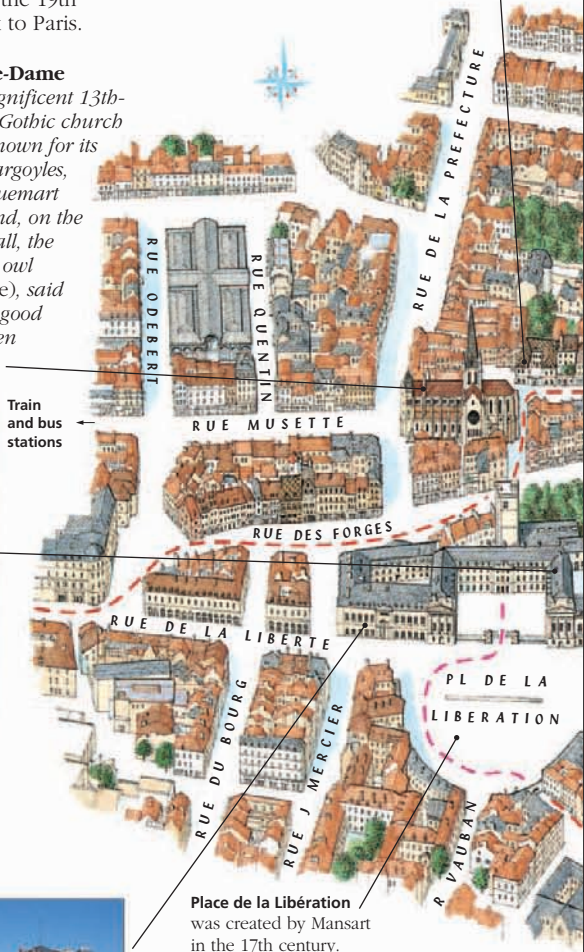 the 19th
to Paris.
-Dame
gnificent 13th-
Gothic church
nown for its
rgoyles,
uemart
nd, on the
all, the
owl
e), said
good
en
RUE DE LA PREFECTURE
RUE ODEBERT
RUE QUENTIN
Train
and bus
stations
RUE MUSETTE
RUE DES FORGES
RUE DE LA LIBERTE
PL DE LA
LIBERATION
RUE DU BOURG
RUE J MERCIER
R VAUBAN
Place de la Libération
was created by Mansart
in the 17th century.